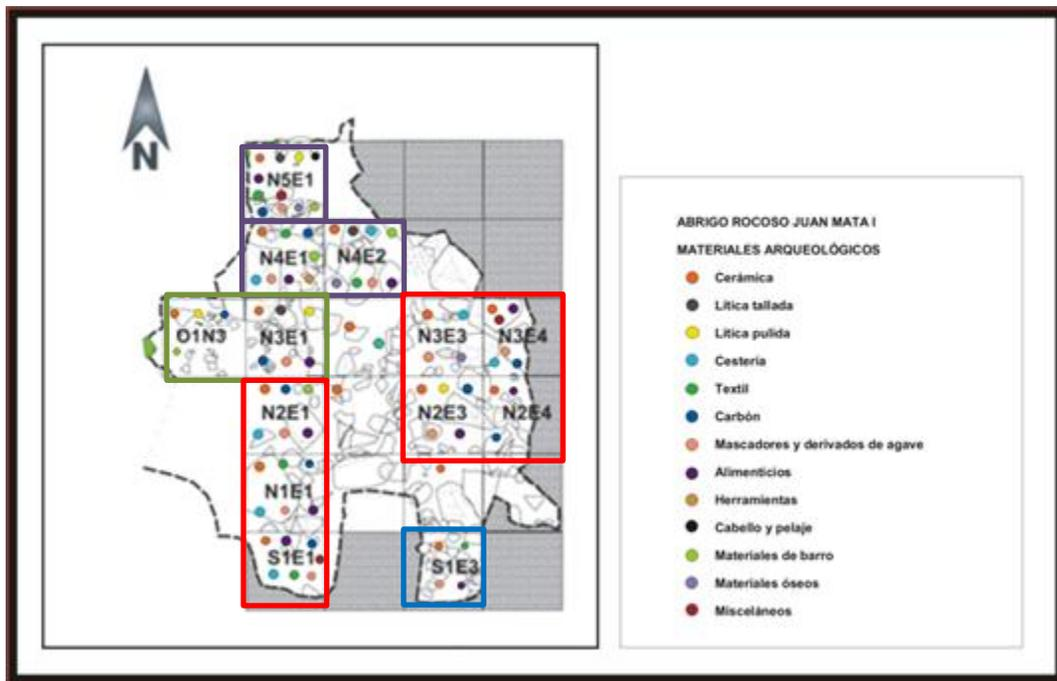 N
N5E1
N4E1 N4E2
O1N3 N3E1 N3E3 N3E4
N2E1 N2E3 N2E4
N1E1
S1E1 S1E3
ABRIGO ROCOSO JUAN MATA I
MATERIALES ARQUEOLÓGICOS
Cerámica
Lítica tallada
Lítica pulida
Cestería
Textil
Carbón
Mascadores y derivados de agave
Alimenticios
Herramientas
Cabello y pelaje
Materiales de barro
Materiales óseos
Misceláneos